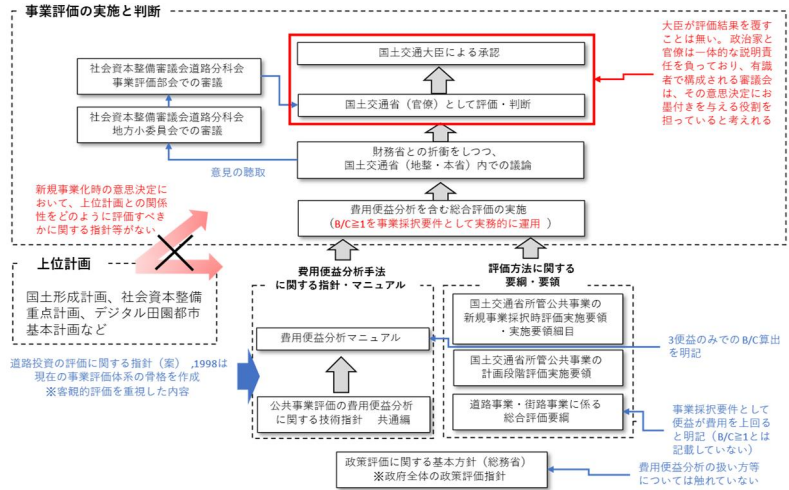 事業評価の実施と判断
国土交通大臣による承認
大臣が評価結果を覆す
ことは無い。政治家と
官僚は一体的な説明責
任を負っており、有識
者で構成される審議会
は、その意思決定にお
墨付きを与える役割を
担っていると考えれる
社会資本整備審議会道路分科会
事業評価部会での審議
国土交通省（官僚）として評価・判断
社会資本整備審議会道路分科会
地方小委員会での審議
財務省との折衝をしつつ、
国土交通省（地整・本省）内での議論
意見の聴取
新規事業化時の意思決定に
おいて、上位計画との関係
性をどのように評価すべき
かに関する指針等がない
費用便益分析を含む総合評価の実施
（B/C≧1を事業採択要件として実務的に運用 ）
上位計画
国土形成計画、社会資本整備
重点計画、デジタル田園都市
基本計画など
費用便益分析手法
に関する指針・マニュアル
評価方法に関する
要綱・要領
費用便益分析マニュアル
国土交通省所管公共事業の
新規事業採択時評価実施要領
・実施要領細目
3便益のみでのB/C算出
を明記
道路投資の評価に関する指針（案）,1998は
現在の事業評価体系の骨格を作成
※客観的評価を重視した内容
国土交通省所管公共事業の
計画段階評価実施要領
公共事業評価の費用便益分析
に関する技術指針　共通編
道路事業・街路事業に係る
総合評価要綱
事業採択要件として
便益が費用を上回る
と明記（B/C≧1とは
記載していない）
政策評価に関する基本方針（総務省）
※政府全体の政策評価指針
費用便益分析の扱い方等
については触れていない